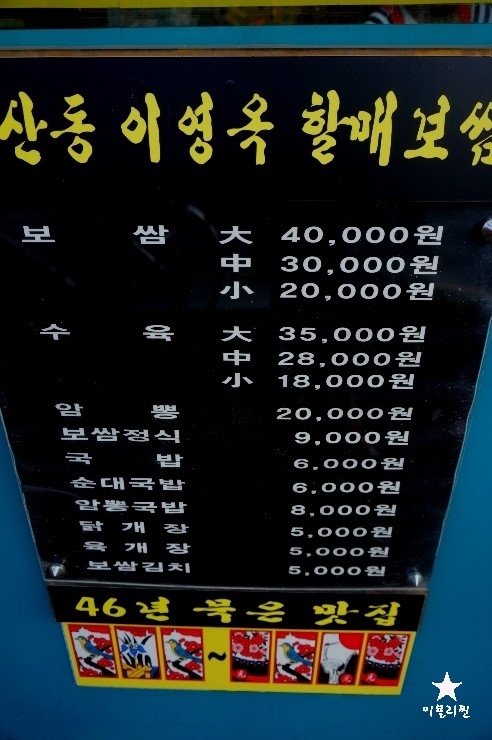 산동 이영옥 할매보쌈
보 쌈 大 40,000원
中 30,000원
小 20,000원
수 육 大 35,000원
中 28,000원
小 18,000원
암 뽕 20,000원
보쌈정식 9,000원
국 밥 6,000원
순대국밥 6,000원
암뽕국밥 8,000원
닭 개 장 5,000원
육 개 장 5,000원
보쌈김치 5,000원
46년 묵은 맛집
~